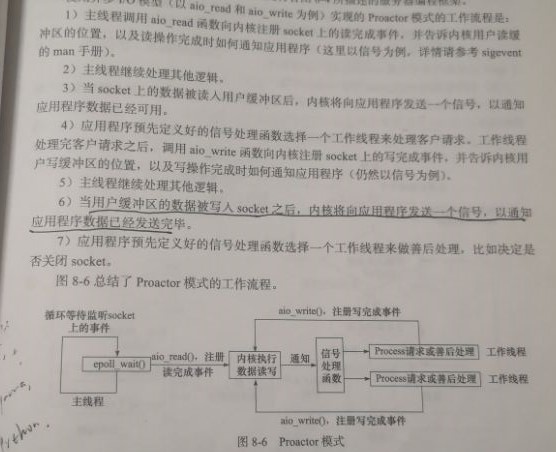 (以 aio_read 和 aio_write 为例)实现的 Proactor 模式的工作流程是:
1)主线程调用 aio_read 函数向内核注册 socket 上的读完成事件,并告诉内核用户读缓
冲区的位置,以及读操作完成时如何通知应用程序(这里以信号为例,详情请参考 sigevent
的 man 手册)。
2)主线程继续处理其他逻辑。
3)当 socket 上的数据被读入用户缓冲区后,内核将向应用程序发送一个信号,以通知
应用程序数据已经可用。
4)应用程序预先定义好的信号处理函数选择一个工作线程来处理客户请求。工作线程
处理完客户请求之后,调用 aio_write 函数向内核注册 socket 上的写完成事件,并告诉内核用
户写缓冲区的位置,以及写操作完成时如何通知应用程序(仍然以信号为例)。
5)主线程继续处理其他逻辑。
6)当用户缓冲区的数据被写入 socket 之后,内核将向应用程序发送一个信号,以通知
应用程序数据已经发送完毕。
7)应用程序预先定义好的信号处理函数选择一个工作线程来做善后处理,比如决定是
否关闭 socket。
图 8-6 总结了 Proactor 模式的工作流程。
循环等待监听socket
上的事件
epoll_wait()
主线程
aio_read(),注册
读完成事件
aio_write(),注册写完成事件
内核执行
数据读写
通知
信号
处理
函数
Process请求或善后处理
工作线程
Process请求或善后处理
工作线程
aio_write(),注册写完成事件
图 8-6 Proactor 模式
Python.